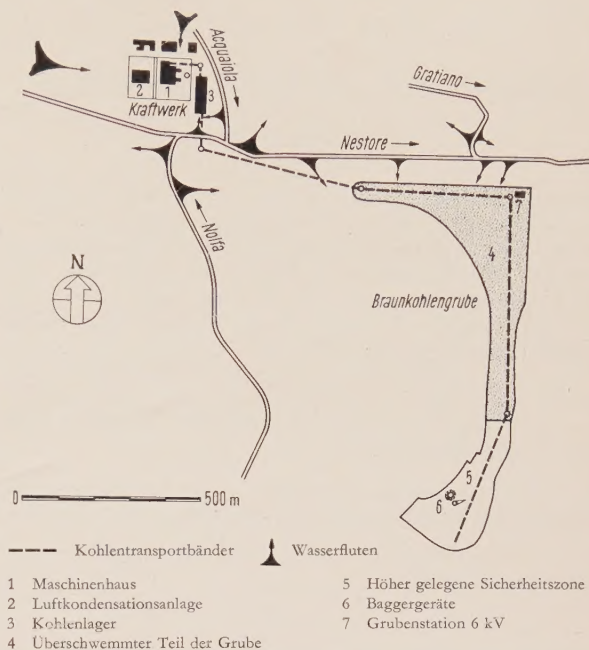 Acquaiola
Gratiano
2 1 3
Kraftwerk
Nestore
7
Nolfa
4
N
Braunkohlengrube
5
6
0 500 m
Kohlentransportbänder Wasserfluten
1 Maschinenhaus
2 Luftkondensationsanlage
3 Kohlenlager
4 Überschwemmter Teil der Grube
5 Höher gelegene Sicherheitszone
6 Baggergeräte
7 Grubenstation 6 kV